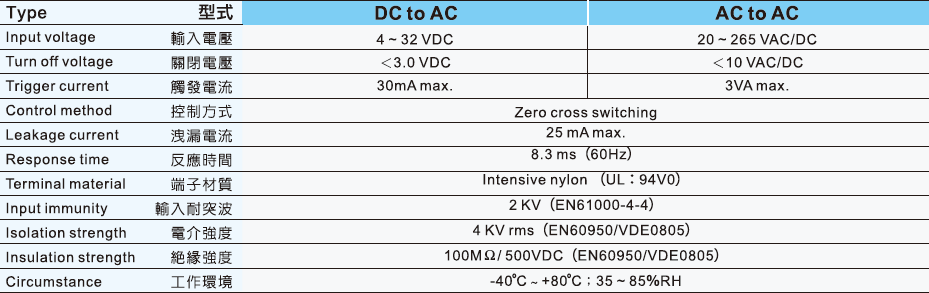 Type 型式 DC to AC AC to AC
Input voltage 輸入電壓 4 ~ 32 VDC 20 ~ 265 VAC/DC
Turn off voltage 關閉電壓 <3.0 VDC <10 VAC/DC
Trigger current 觸發電流 30mA max. 3VA max.
Control method 控制方式 Zero cross switching
Leakage current 洩漏電流 25 mA max.
Response time 反應時間 8.3 ms（60Hz）
Terminal material 端子材質 Intensive nylon （UL：94V0）
Input immunity 輸入耐突波 2 KV（EN61000-4-4）
Isolation strength 電介強度 4 KV rms（EN60950/VDE0805）
Insulation strength 絕緣強度 100MΩ/ 500VDC（EN60950/VDE0805）
Circumstance 工作環境 -40℃ ~ +80℃；35 ~ 85%RH